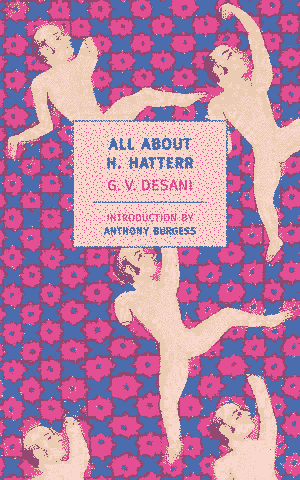 ALL ABOUT
H. HATTERR
G. V. DESANI
INTRODUCTION BY
ANTHONY BURGESS